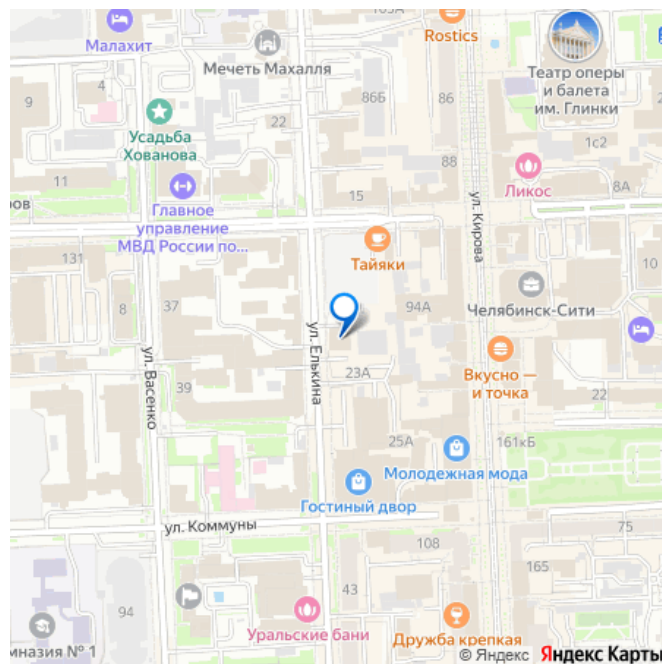 103А
Rostics
Малахит
Мечеть Махалля
Театр оперы
и балета
им. Глинки
4
9
86Б
86
22
Усадьба
Хованова
1с2
88
11
Ликос
8А
15
ров
Главное
управление
МВД России по...
ул. Кирова
Тайяки
131
10
8
37
94А
Челябинск-Сити
ул. Елькина
ул. Васенко
23А
Вкусно —
и точка
39
22
25А
161кБ
Молодежная мода
Гостиный двор
ул. Коммуны
75
108
165
43
94
Уральские бани
мназия № 1
Дружба крепкая
© Яндекс Яндекс Карты